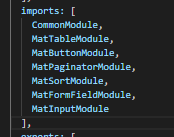 imports: [
CommonModule,
MatTableModule,
MatButtonModule,
MatPaginatorModule,
MatSortModule,
MatFormFieldModule,
MatInputModule
],
exports: [